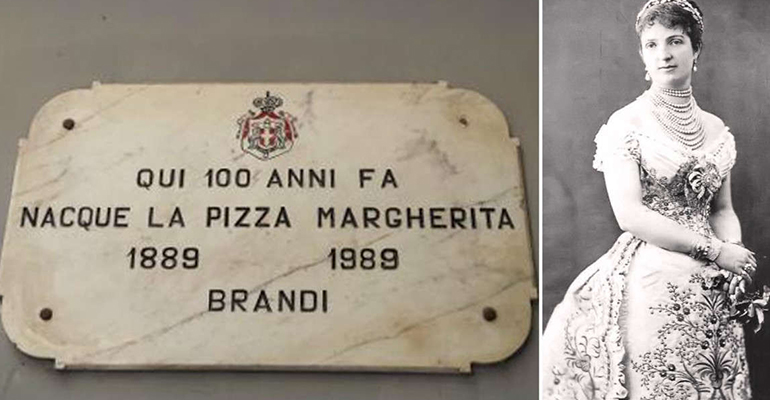 QUI 100 ANNI FA
NACQUE LA PIZZA MARGHERITA
1889 1989
BRANDI